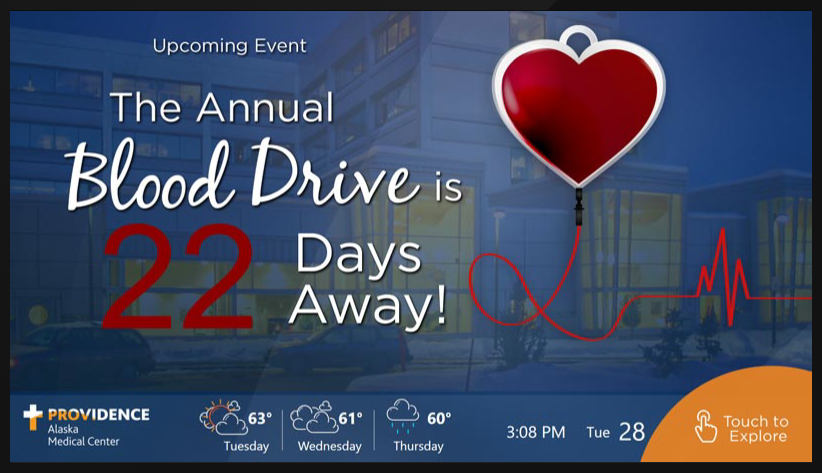 Upcoming Event
The Annual
Blood Drive is
22 Days
Away!
PROVIDENCE
Alaska
Medical Center
63° 61° 60°
Tuesday Wednesday Thursday
3:08 PM Tue 28
Touch to
Explore